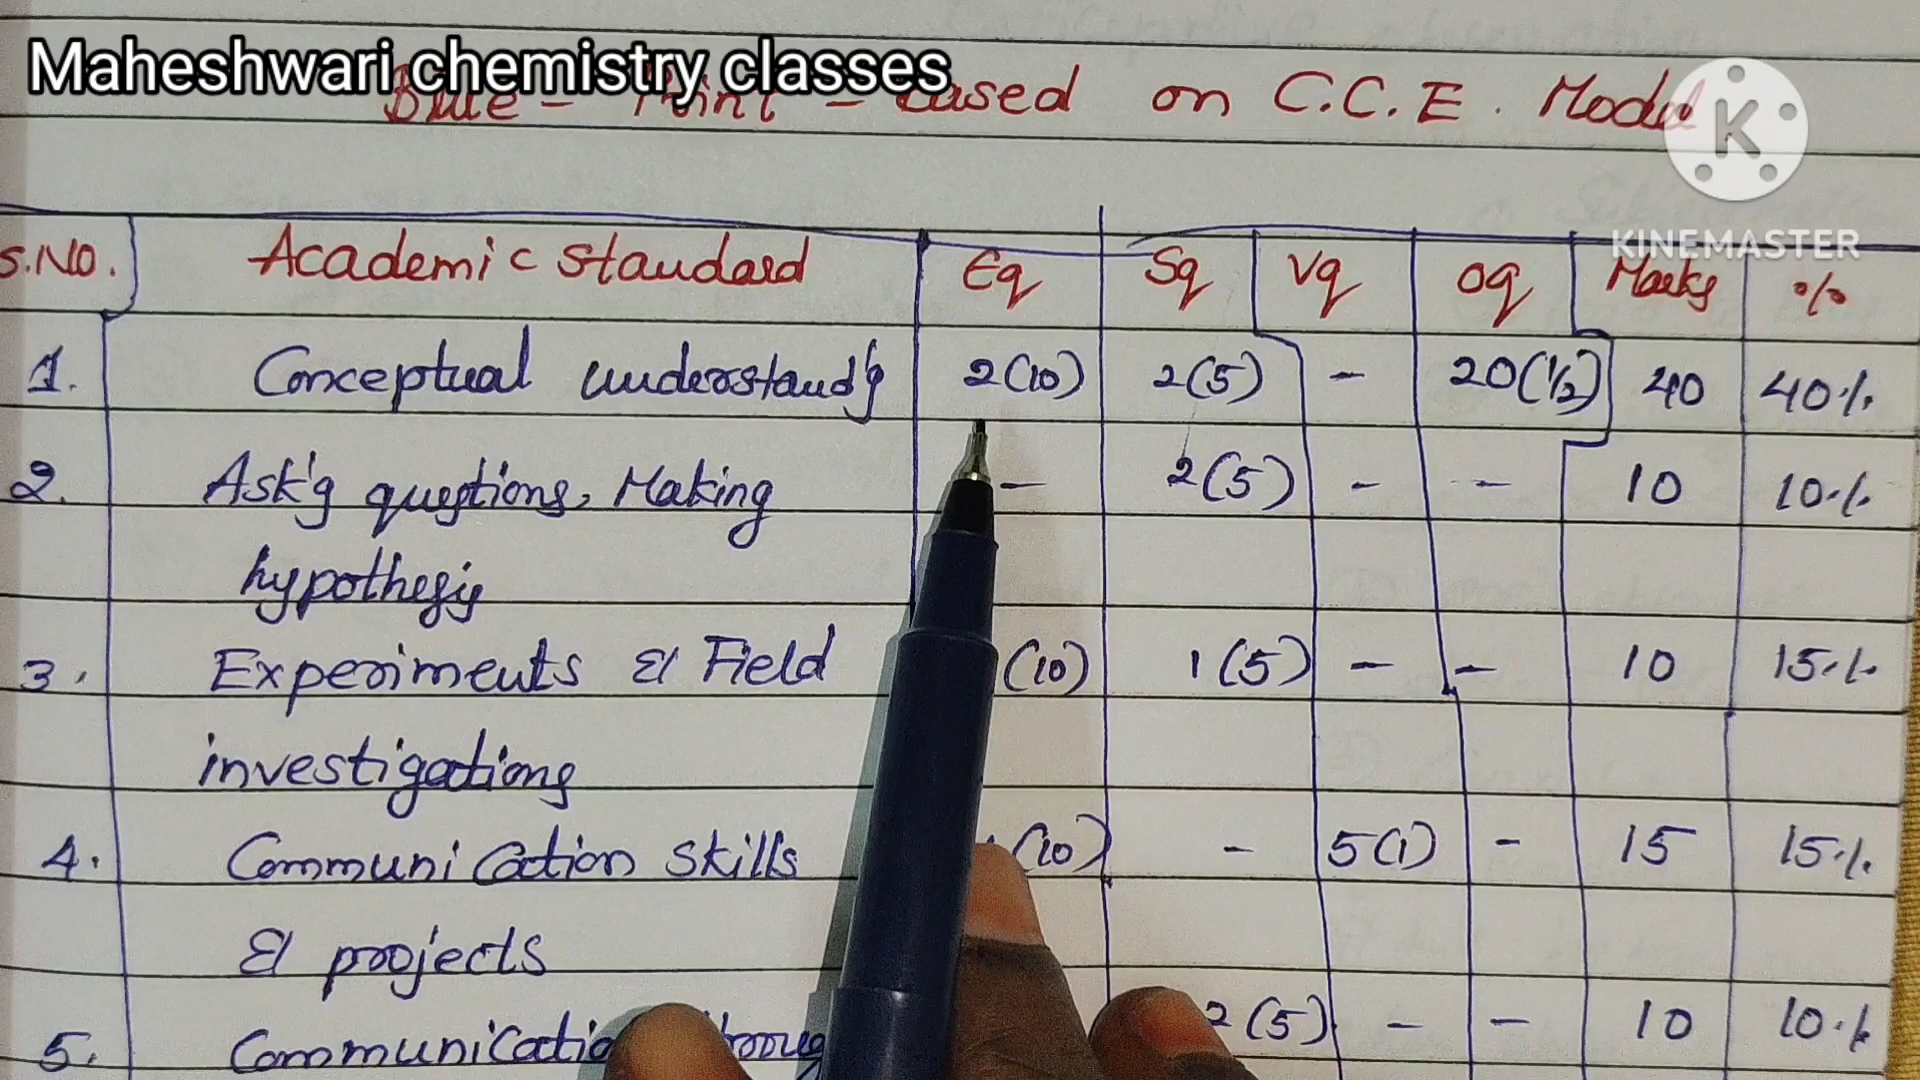 Maheshwari chemistry classes
Blue - Print - based on C.C.E. Model
KINEMASTER
S.No. Academic standard Eq Sq Vq Oq Marks %
1. Conceptual understand'g 2(10) 2(5) - 20(1/2) 40 40%
2. Ask'g questions, Making - 2(5) - - 10 10%
hypothesis
3. Experiments & Field (10) 1(5) - - 10 15%
investigations
4. Communication skills (10) - 5(1) - 15 15%
& projects
5. 2(5) - - 10 10%